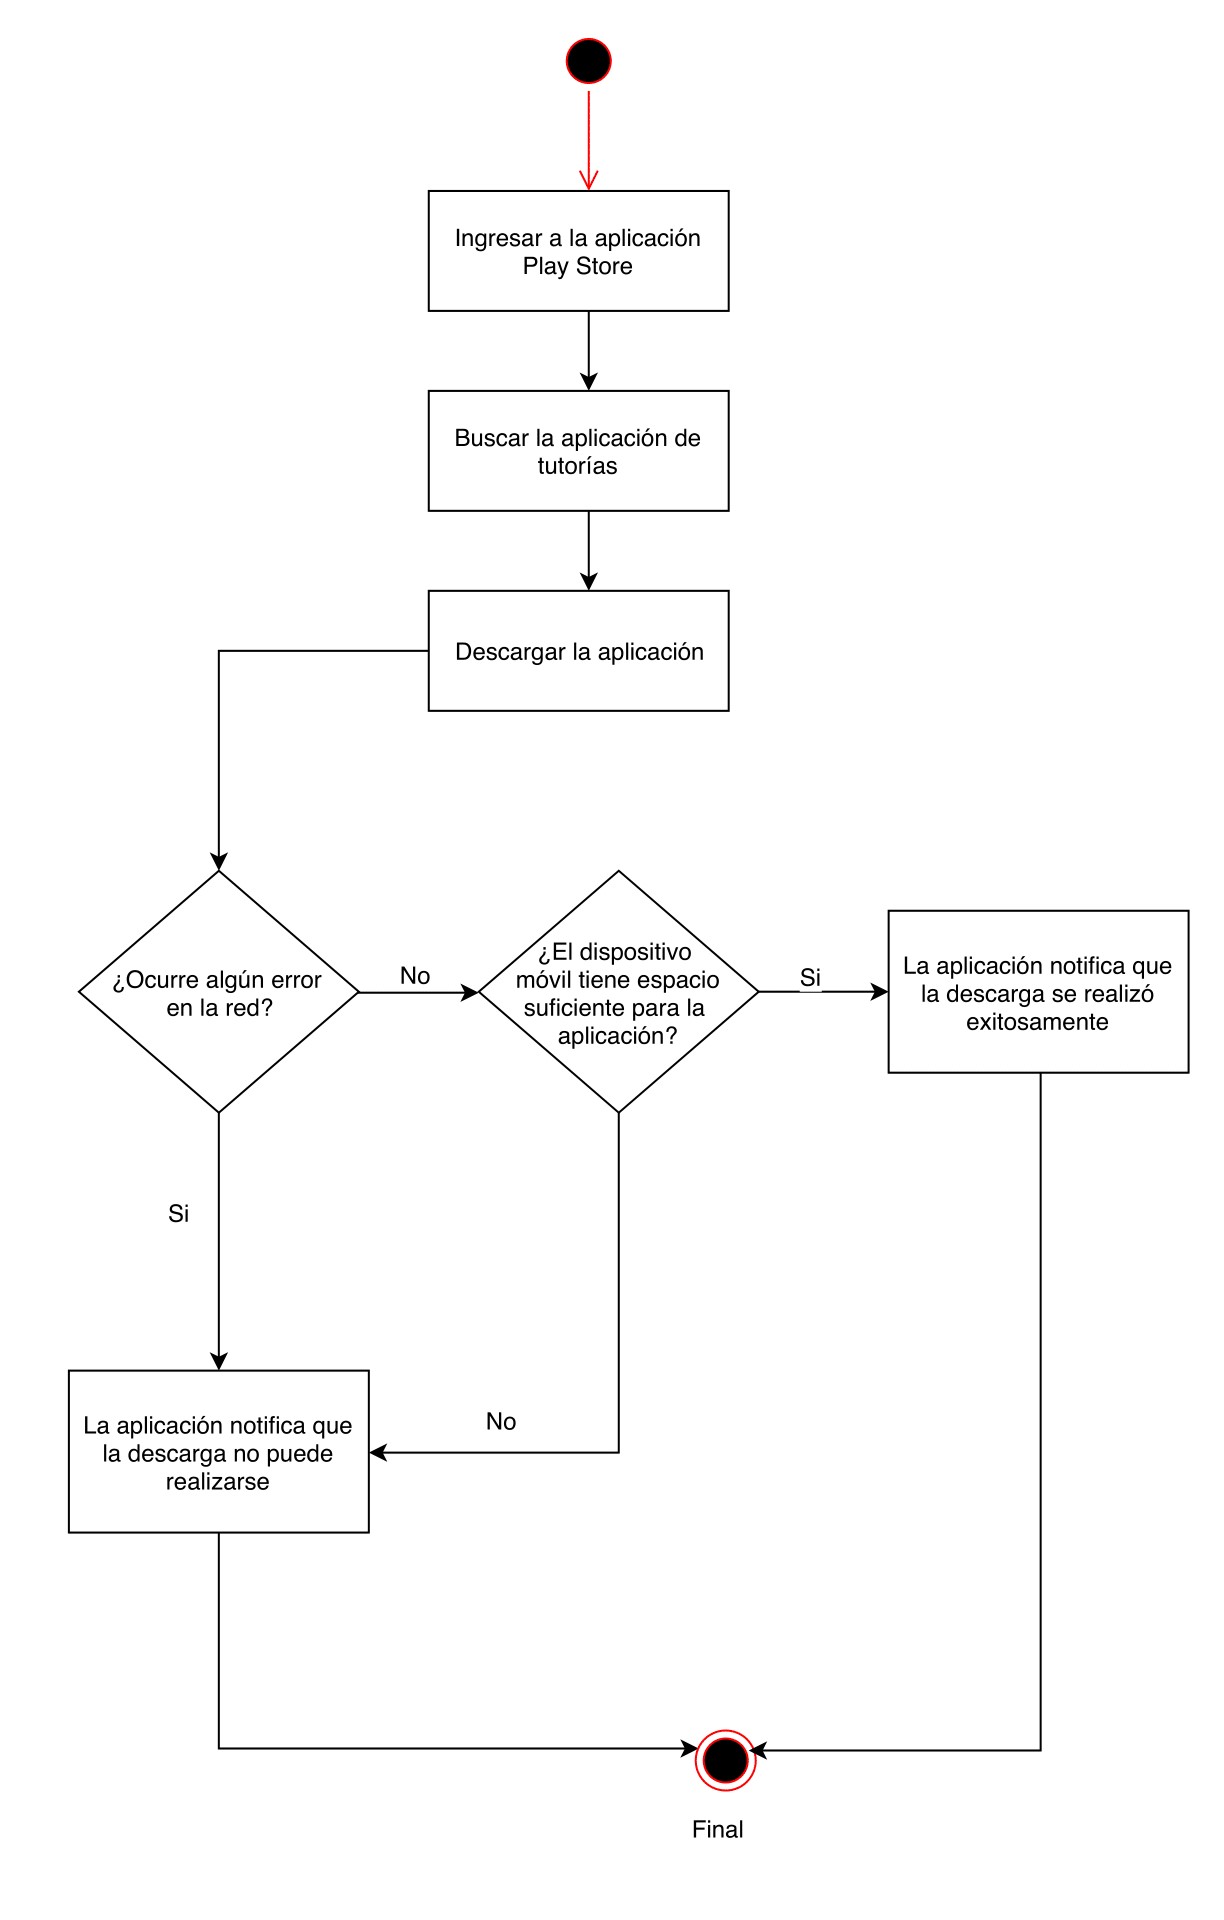 Ingresar a la aplicación
Play Store
Buscar la aplicación de
tutorías
Descargar la aplicación
¿Ocurre algún error
en la red?
No
¿El dispositivo
móvil tiene espacio
suficiente para la
aplicación?
Si
La aplicación notifica que
la descarga se realizó
exitosamente
Si
No
La aplicación notifica que
la descarga no puede
realizarse
Final